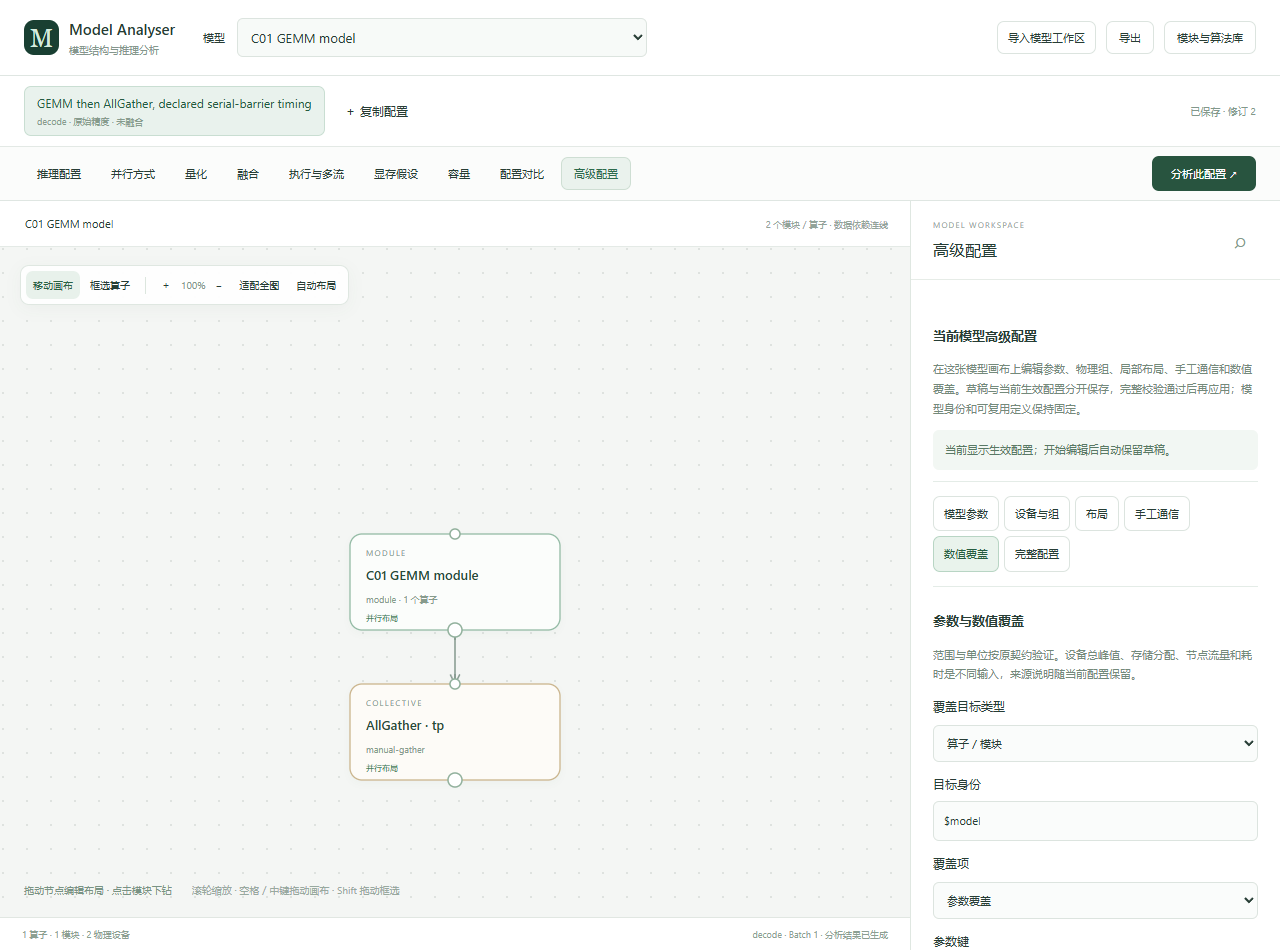 M
Model Analyser
模型结构与推理分析
模型
C01 GEMM model
导入模型工作区
导出
模块与算法库
GEMM then AllGather, declared serial-barrier timing
decode · 原始精度 · 未融合
+ 复制配置
已保存 · 修订 2
推理配置
并行方式
量化
融合
执行与多流
显存假设
容量
配置对比
高级配置
分析此配置 ↗
C01 GEMM model
2 个模块 / 算子 · 数据依赖连线
移动画布
框选算子
+
100%
−
适配全图
自动布局
MODULE
C01 GEMM module
module · 1 个算子
并行布局
COLLECTIVE
AllGather · tp
manual-gather
并行布局
拖动节点编辑布局 · 点击模块下钻
滚轮缩放 · 空格 / 中键拖动画布 · Shift 拖动框选
1 算子 · 1 模块 · 2 物理设备
decode · Batch 1 · 分析结果已生成
MODEL WORKSPACE
高级配置
当前模型高级配置
在这张模型画布上编辑参数、物理组、局部布局、手工通信和数值
覆盖。草稿与当前生效配置分开保存，完整校验通过后再应用；模
型身份和可复用定义保持固定。
当前显示生效配置；开始编辑后自动保留草稿。
模型参数
设备与组
布局
手工通信
数值覆盖
完整配置
参数与数值覆盖
范围与单位按原契约验证。设备总峰值、存储分配、节点流量和耗
时是不同输入，来源说明随当前配置保留。
覆盖目标类型
算子 / 模块
目标身份
$model
覆盖项
参数覆盖
参数键